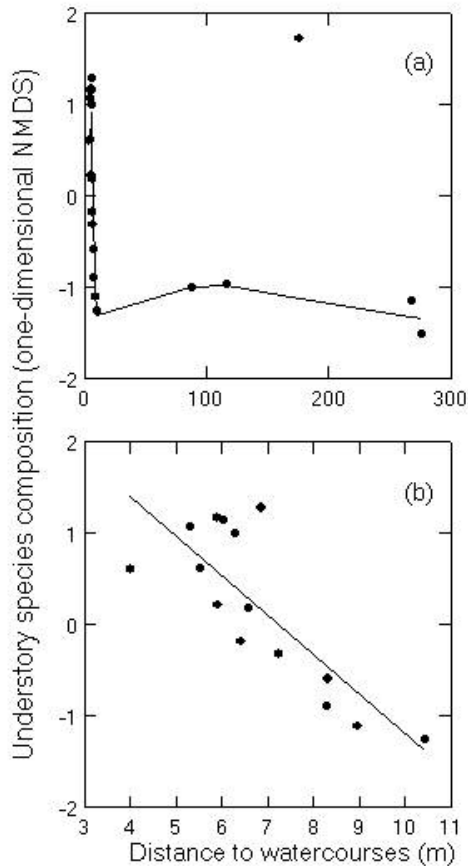 Understory species composition (one-dimensional NMDS)
2
(a)
1
0
-1
-2
0 100 200 300
2
(b)
1
0
-1
-2
3 4 5 6 7 8 9 10 11
Distance to watercourses (m)